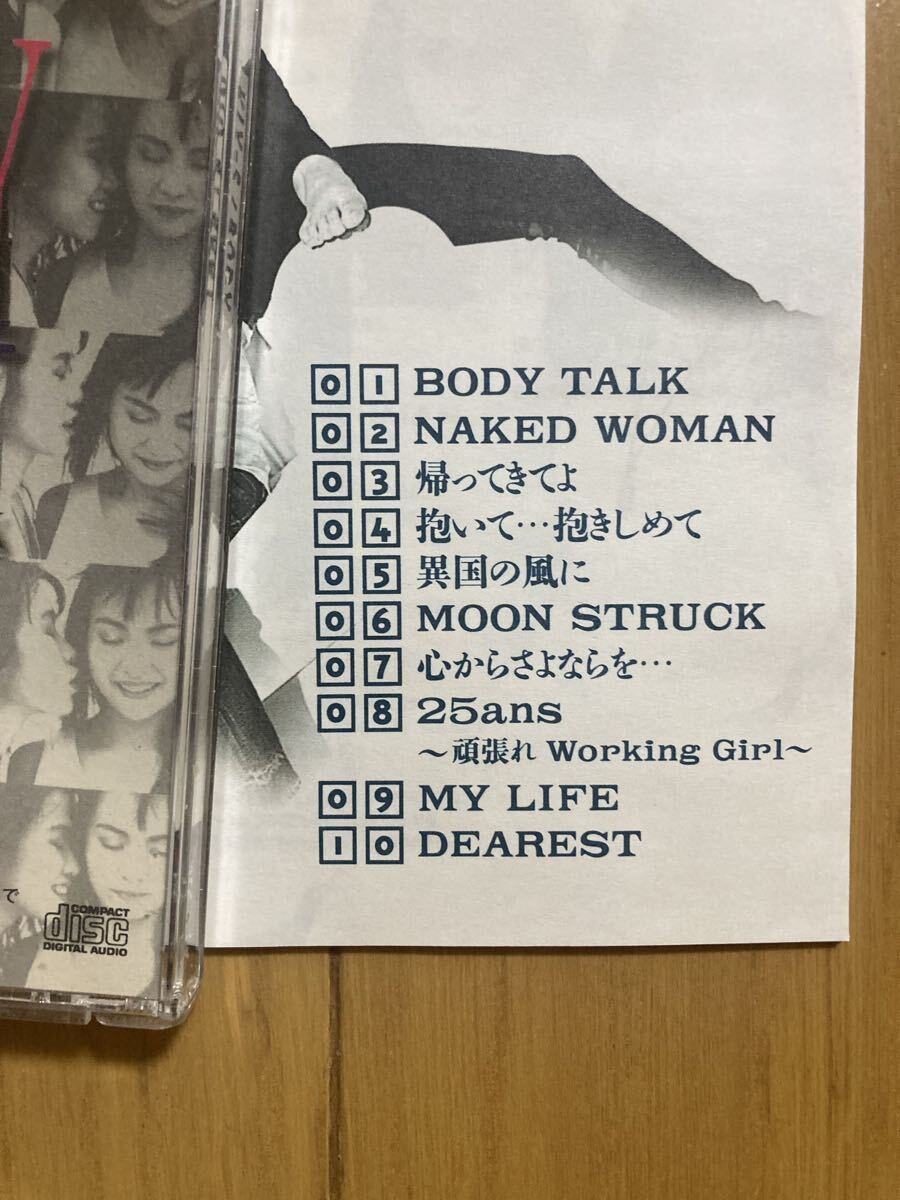 01 BODY TALK
02 NAKED WOMAN
03 帰ってきてよ
04 抱いて…抱きしめて
05 異国の風に
06 MOON STRUCK
07 心からさよならを…
08 25ans
〜頑張れ Working Girl〜
09 MY LIFE
10 DEAREST
で
COMPACT
disc
DIGITAL AUDIO